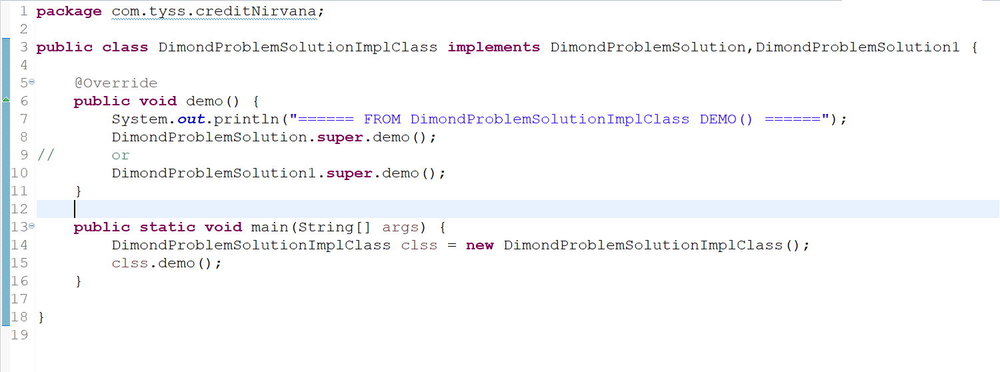 1 package com.tyss.creditNirvana;
2
3 public class DimondProblemSolutionImplClass implements DimondProblemSolution,DimondProblemSolution1 {
4
5     @Override
6     public void demo() {
7         System.out.println("====== FROM DimondProblemSolutionImplClass DEMO() ======");
8         DimondProblemSolution.super.demo();
9 //      or
10         DimondProblemSolution1.super.demo();
11     }
12
13     public static void main(String[] args) {
14         DimondProblemSolutionImplClass clss = new DimondProblemSolutionImplClass();
15         clss.demo();
16     }
17
18 }
19